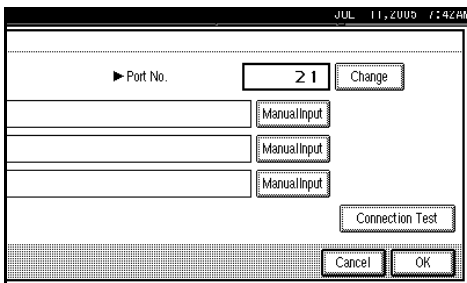 JUL 11,2005 7:42AM
▶Port No. 21 Change
ManualInput
ManualInput
ManualInput
Connection Test
Cancel OK